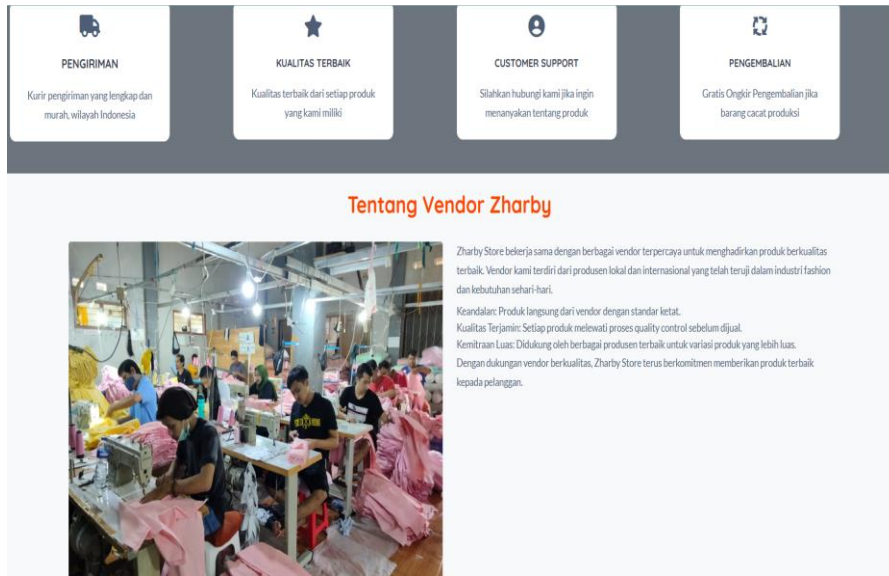 PENGIRIMAN
Kurir pengiriman yang lengkap dan
murah, wilayah Indonesia
KUALITAS TERBAIK
Kualitas terbaik dari setiap produk
yang kami miliki
CUSTOMER SUPPORT
Silahkan hubungi kami jika ingin
menanyakan tentang produk
PENGEMBALIAN
Gratis Ongkir Pengembalian jika
barang cacat produksi
Tentang Vendor Zharby
Zharby Store bekerja sama dengan berbagai vendor terpercaya untuk menghadirkan produk berkualitas
terbaik. Vendor kami terdiri dari produsen lokal dan internasional yang telah teruji dalam industri fashion
dan kebutuhan sehari-hari.
Keandalan: Produk langsung dari vendor dengan standar ketat.
Kualitas Terjamin: Setiap produk melewati proses quality control sebelum dijual.
Kemitraan Luas: Didukung oleh berbagai produsen terbaik untuk variasi produk yang lebih luas.
Dengan dukungan vendor berkualitas, Zharby Store terus berkomitmen memberikan produk terbaik
kepada pelanggan.